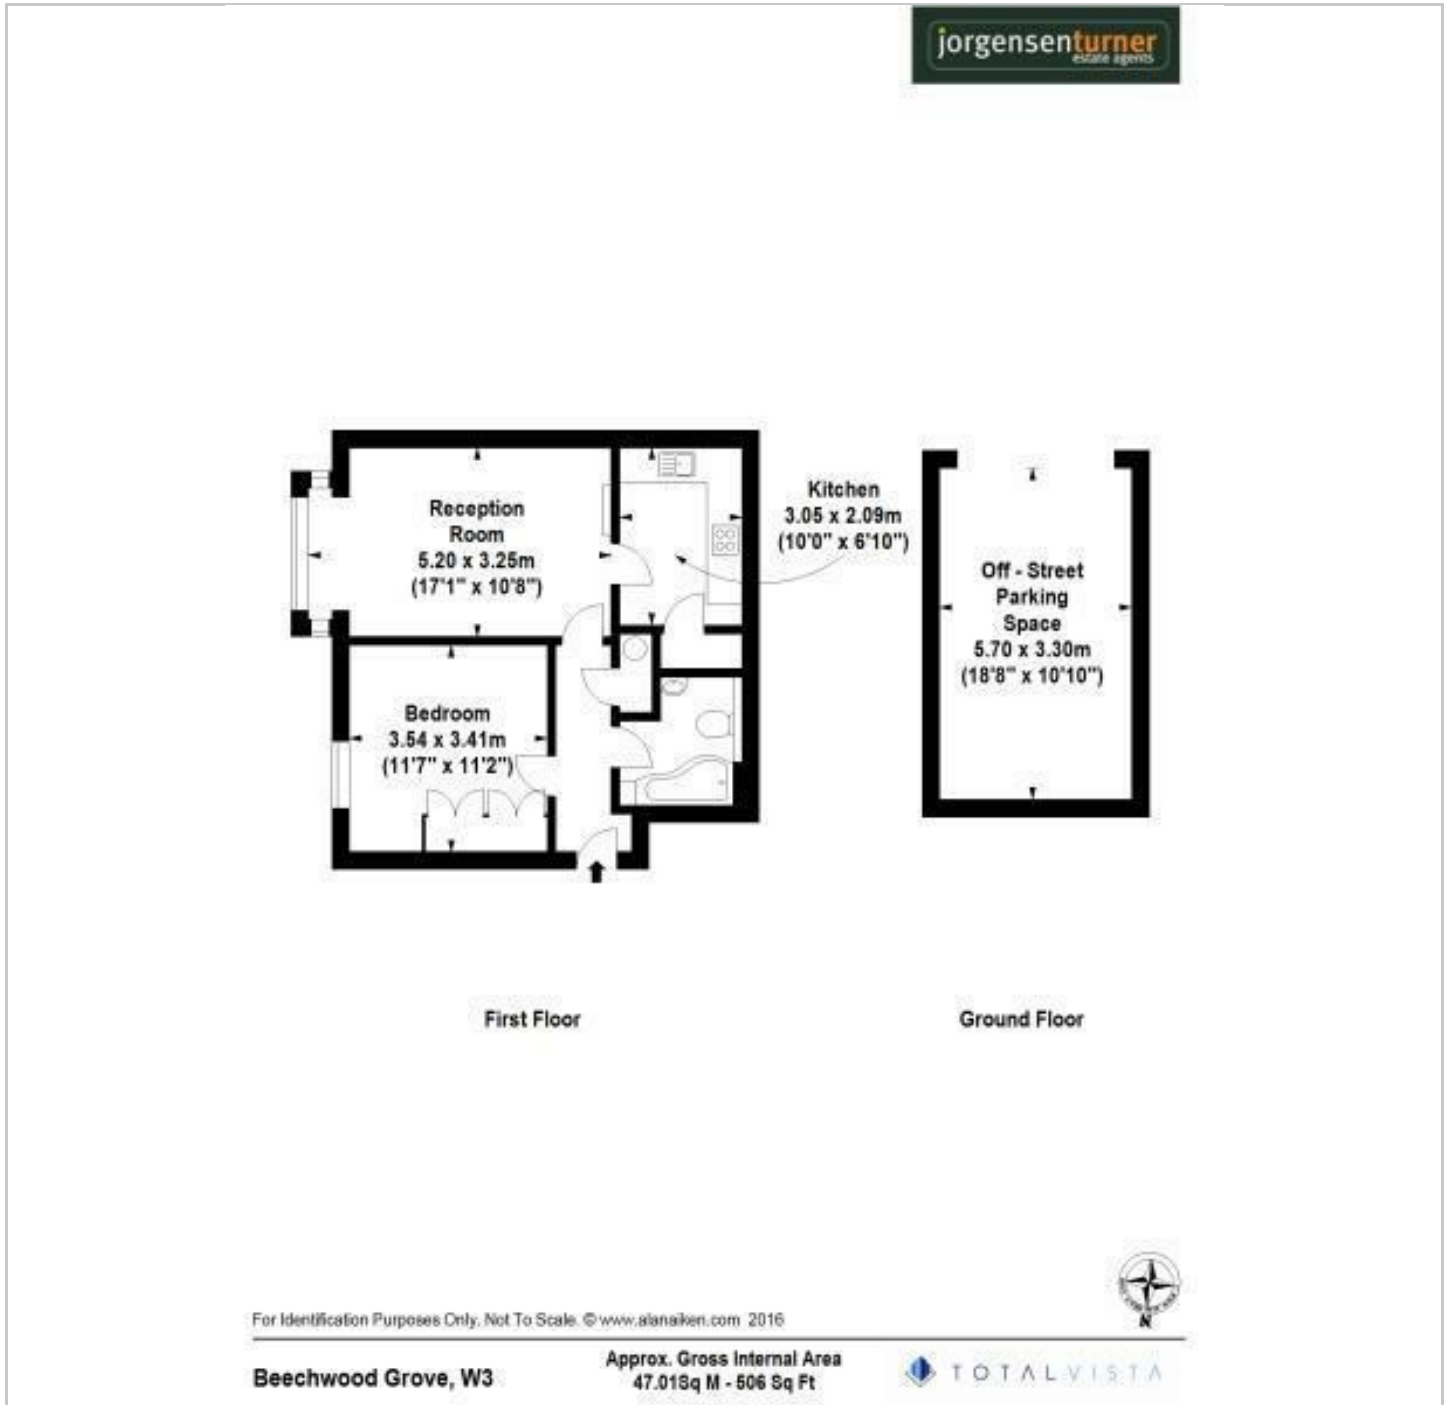 jorgensenturner
estate agents
Reception
Room
5.20 x 3.25m
(17'1" x 10'8")
Kitchen
3.05 x 2.09m
(10'0" x 6'10")
Off - Street
Parking
Space
5.70 x 3.30m
(18'8" x 10'10")
Bedroom
3.54 x 3.41m
(11'7" x 11'2")
First Floor
Ground Floor
N
For Identification Purposes Only. Not To Scale. © www.alanaiken.com 2016
Beechwood Grove, W3
Approx. Gross Internal Area
47.01Sq M - 506 Sq Ft
TOTALVISTA